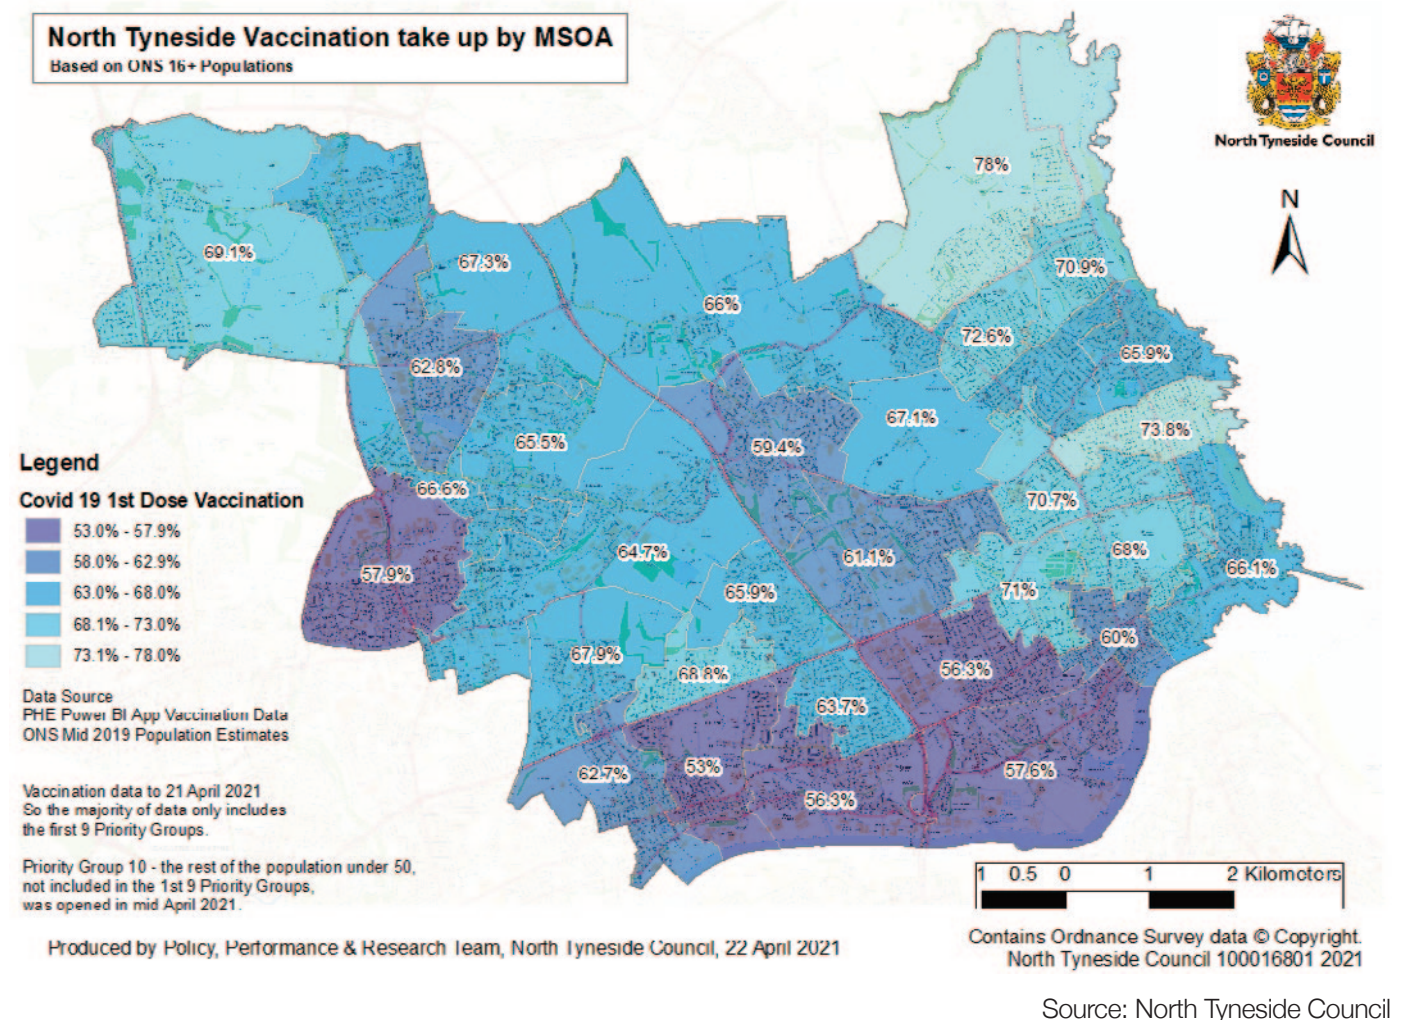 North Tyneside Vaccination take up by MSOA
Based on ONS 16+ Populations
North Tyneside Council
N
78%
69.1%
67.3%
70.9%
66%
72.6%
65.9%
62.8%
67.1%
73.8%
65.5%
59.4%
66.6%
70.7%
64.7%
61.1%
68%
66.1%
57.9%
65.9%
71%
60%
67.9%
68.8%
56.3%
63.7%
62.7%
53%
57.6%
56.3%
Legend
Covid 19 1st Dose Vaccination
53.0% - 57.9%
58.0% - 62.9%
63.0% - 68.0%
68.1% - 73.0%
73.1% - 78.0%
Data Source
PHE Power BI App Vaccination Data
ONS Mid 2019 Population Estimates
Vaccination data to 21 April 2021
So the majority of data only includes
the first 9 Priority Groups.
Priority Group 10 - the rest of the population under 50,
not included in the 1st 9 Priority Groups,
was opened in mid April 2021.
1 0.5 0 1 2 Kilometers
Produced by Policy, Performance & Research Team, North Tyneside Council, 22 April 2021
Contains Ordnance Survey data © Copyright.
North Tyneside Council 100016801 2021
Source: North Tyneside Council